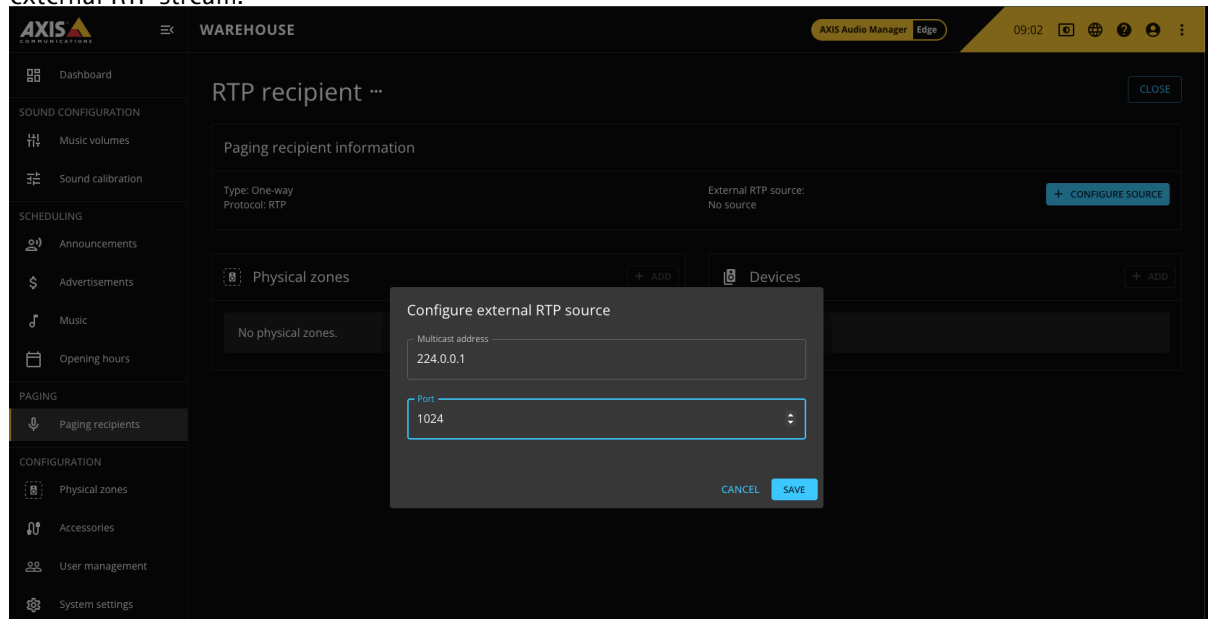 external RTP stream.
AXIS
COMMUNICATIONS
WAREHOUSE
AXIS Audio Manager Edge
09:02
Dashboard
RTP recipient ···
CLOSE
SOUND CONFIGURATION
Music volumes
Paging recipient information
Sound calibration
Type: One-way
Protocol: RTP
External RTP source:
No source
+ CONFIGURE SOURCE
SCHEDULING
Announcements
Advertisements
Physical zones
+ ADD
Devices
+ ADD
Music
No physical zones.
Opening hours
Configure external RTP source
Multicast address
224.0.0.1
Port
1024
CANCEL
SAVE
PAGING
Paging recipients
CONFIGURATION
Physical zones
Accessories
User management
System settings